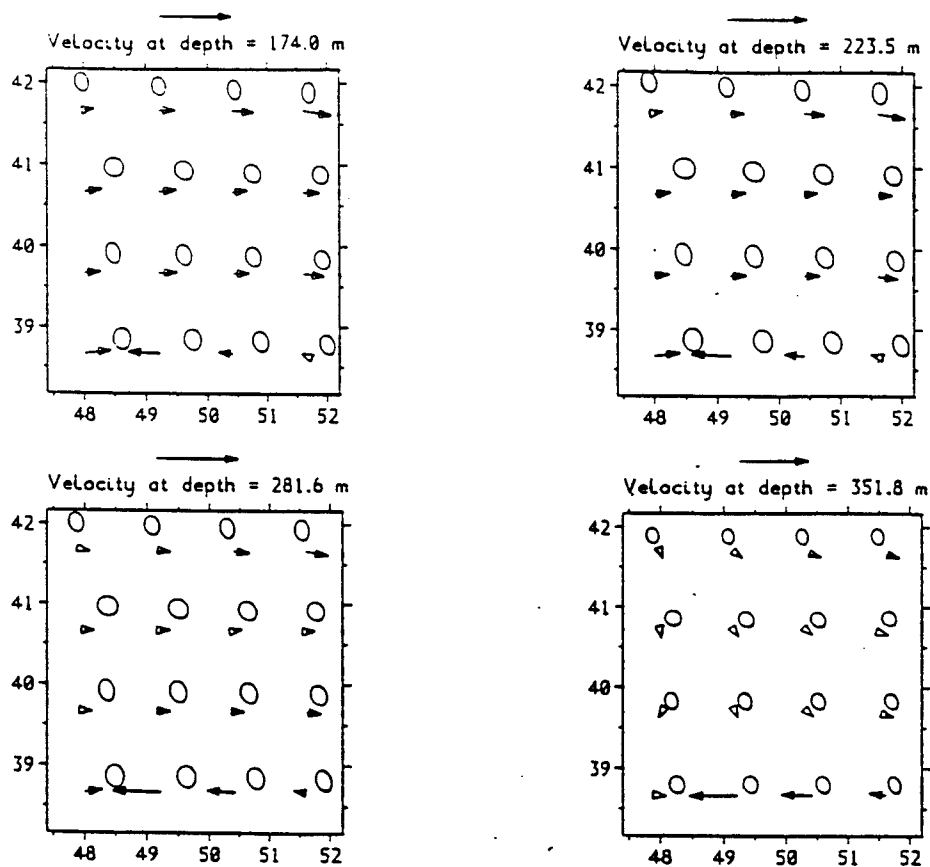 Velocity at depth = 174.0 m
42
41
40
39
48 49 50 51 52
Velocity at depth = 223.5 m
42
41
40
39
48 49 50 51 52
Velocity at depth = 281.6 m
42
41
40
39
48 49 50 51 52
Velocity at depth = 351.8 m
42
41
40
39
48 49 50 51 52